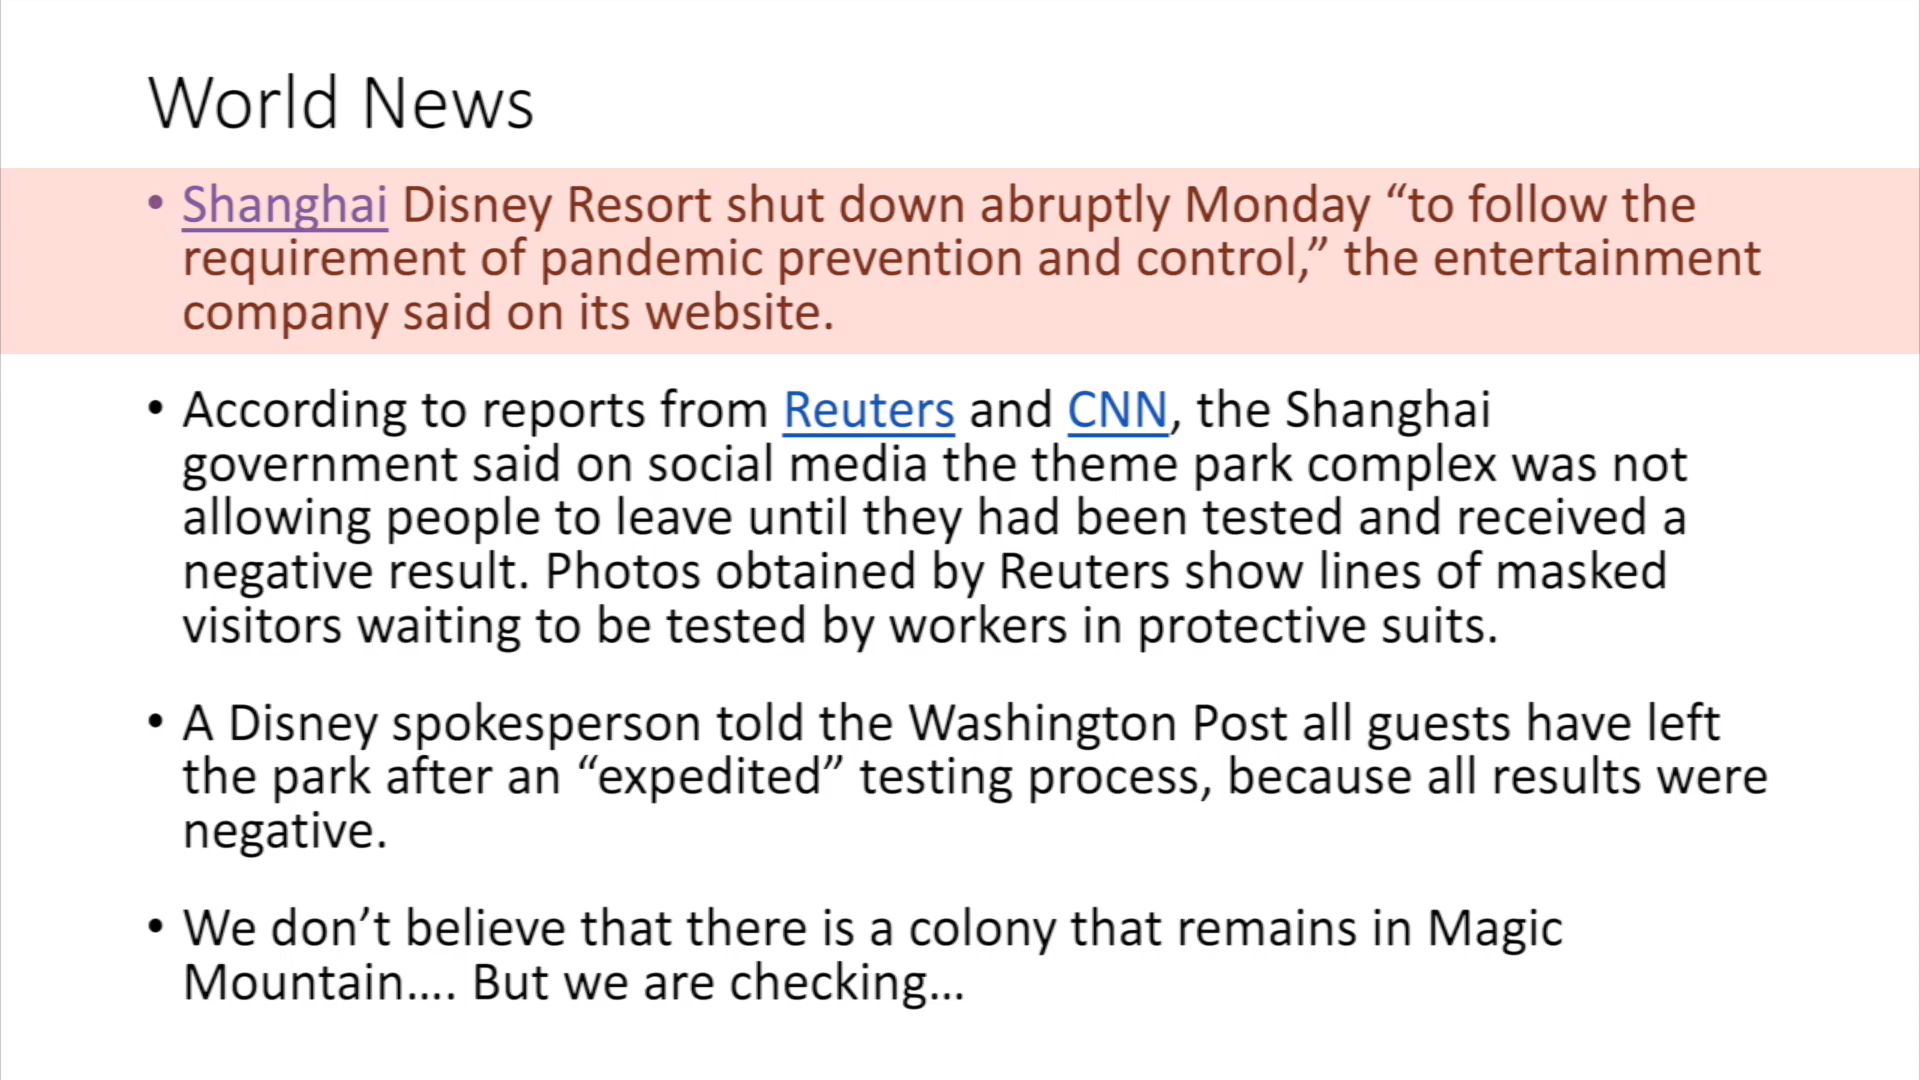 World News
• Shanghai Disney Resort shut down abruptly Monday “to follow the
requirement of pandemic prevention and control,” the entertainment
company said on its website.
• According to reports from Reuters and CNN, the Shanghai
government said on social media the theme park complex was not
allowing people to leave until they had been tested and received a
negative result. Photos obtained by Reuters show lines of masked
visitors waiting to be tested by workers in protective suits.
• A Disney spokesperson told the Washington Post all guests have left
the park after an “expedited” testing process, because all results were
negative.
• We don’t believe that there is a colony that remains in Magic
Mountain…. But we are checking…